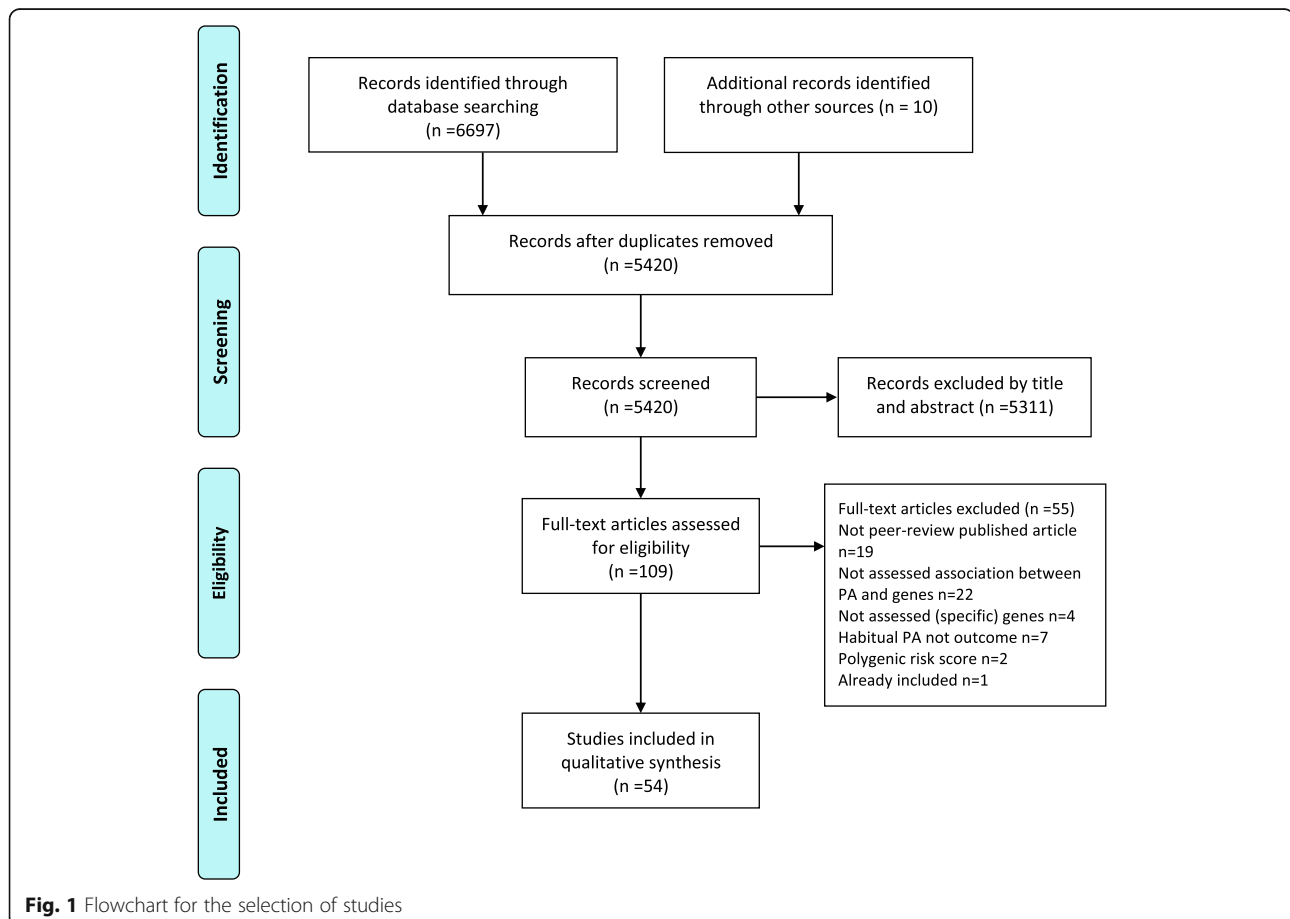 Identification
Records identified through
database searching
(n =6697)
Additional records identified
through other sources (n = 10)
Records after duplicates removed
(n =5420)
Screening
Records screened
(n =5420)
Records excluded by title
and abstract (n =5311)
Eligibility
Full-text articles assessed
for eligibility
(n =109)
Full-text articles excluded (n =55)
Not peer-review published article
n=19
Not assessed association between
PA and genes n=22
Not assessed (specific) genes n=4
Habitual PA not outcome n=7
Polygenic risk score n=2
Already included n=1
Included
Studies included in
qualitative synthesis
(n =54)
Fig. 1 Flowchart for the selection of studies